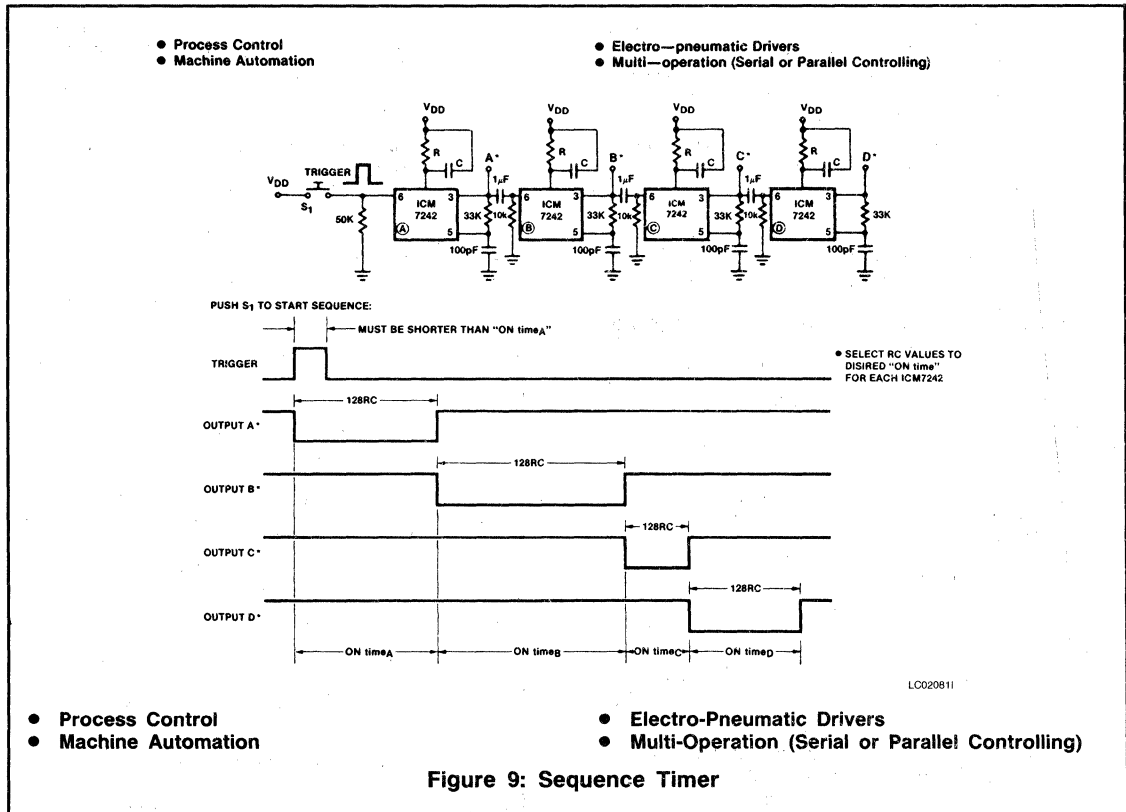 ● Process Control
● Machine Automation
● Electro—pneumatic Drivers
● Multi—operation (Serial or Parallel Controlling)
VDD VDD VDD VDD
R C A* R C B* R C C* R C D*
TRIGGER
VDD
S1
50K
6 3 ICM 7242 5 A
1μF
33K 10k
100pF
6 3 ICM 7242 5 B
1μF
33K 10k
100pF
6 3 ICM 7242 5 C
1μF
33K 10k
100pF
6 3 ICM 7242 5 D
33K
100pF
PUSH S1 TO START SEQUENCE:
MUST BE SHORTER THAN "ON timeA"
TRIGGER
● SELECT RC VALUES TO
DISIRED "ON time"
FOR EACH ICM7242
128RC
OUTPUT A*
128RC
OUTPUT B*
128RC
OUTPUT C*
128RC
OUTPUT D*
ON timeA ON timeB ON timeC ON timeD
LC02081I
● Process Control
● Machine Automation
● Electro-Pneumatic Drivers
● Multi-Operation (Serial or Parallel Controlling)
Figure 9: Sequence Timer